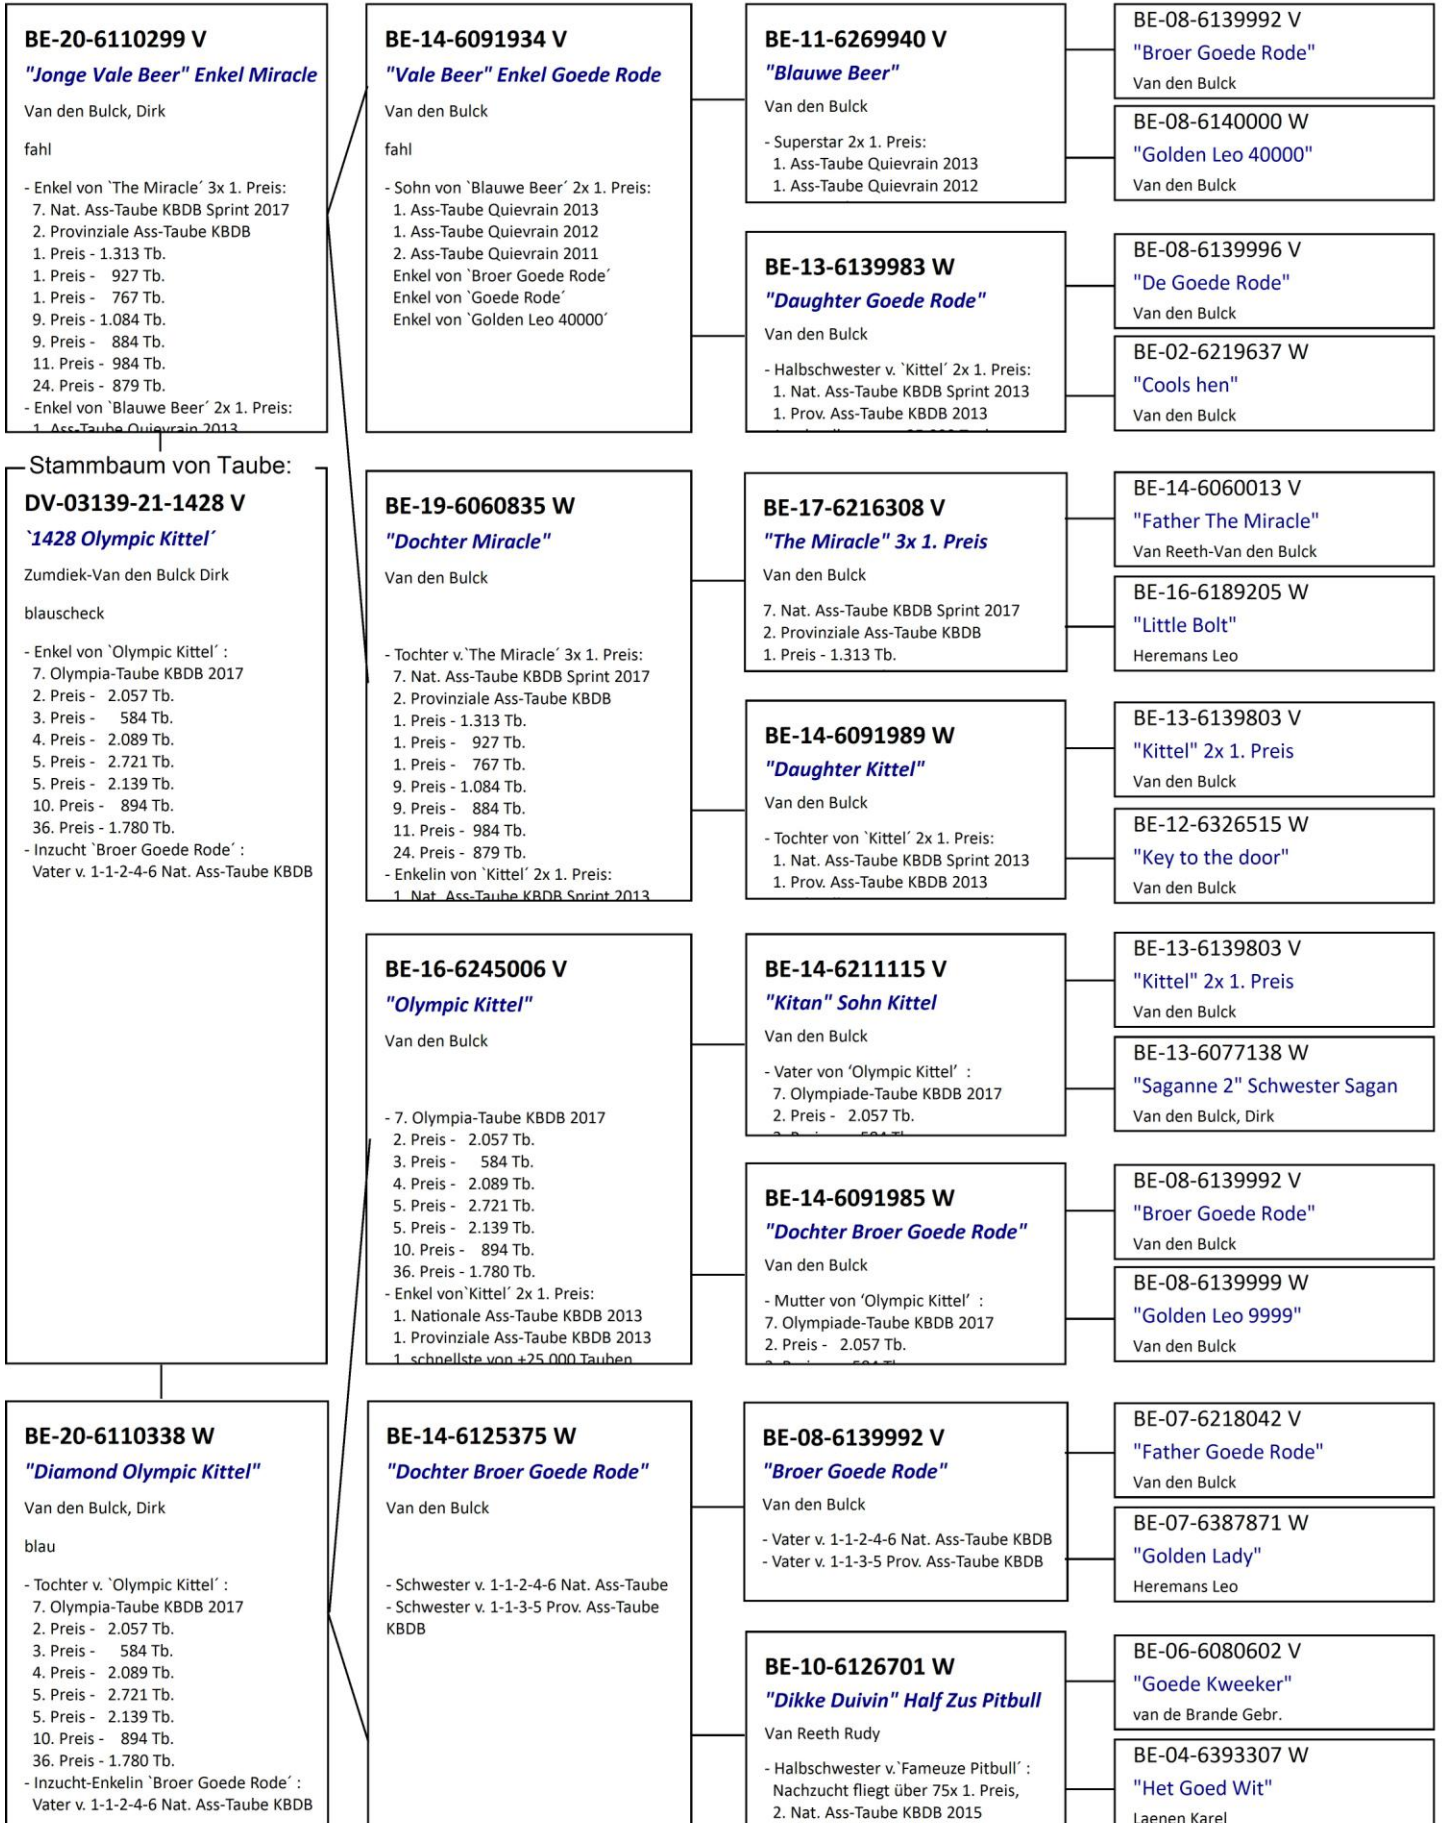 BE-20-6110299 V
"Jonge Vale Beer" Enkel Miracle
Van den Bulck, Dirk
fahl
- Enkel von `The Miracle´ 3x 1. Preis:
7. Nat. Ass-Taube KBDB Sprint 2017
2. Provinziale Ass-Taube KBDB
1. Preis - 1.313 Tb.
1. Preis - 927 Tb.
1. Preis - 767 Tb.
9. Preis - 1.084 Tb.
9. Preis - 884 Tb.
11. Preis - 984 Tb.
24. Preis - 879 Tb.
- Enkel von `Blauwe Beer´ 2x 1. Preis:
1. Ass-Taube Quievrain 2013
Stammbaum von Taube:
DV-03139-21-1428 V
`1428 Olympic Kittel´
Zumdiek-Van den Bulck Dirk
blauscheck
- Enkel von `Olympic Kittel´ :
7. Olympia-Taube KBDB 2017
2. Preis - 2.057 Tb.
3. Preis - 584 Tb.
4. Preis - 2.089 Tb.
5. Preis - 2.721 Tb.
5. Preis - 2.139 Tb.
10. Preis - 894 Tb.
36. Preis - 1.780 Tb.
- Inzucht `Broer Goede Rode´ :
Vater v. 1-1-2-4-6 Nat. Ass-Taube KBDB
BE-20-6110338 W
"Diamond Olympic Kittel"
Van den Bulck, Dirk
blau
- Tochter v. `Olympic Kittel´ :
7. Olympia-Taube KBDB 2017
2. Preis - 2.057 Tb.
3. Preis - 584 Tb.
4. Preis - 2.089 Tb.
5. Preis - 2.721 Tb.
5. Preis - 2.139 Tb.
10. Preis - 894 Tb.
36. Preis - 1.780 Tb.
- Inzucht-Enkelin `Broer Goede Rode´ :
Vater v. 1-1-2-4-6 Nat. Ass-Taube KBDB
BE-14-6091934 V
"Vale Beer" Enkel Goede Rode
Van den Bulck
fahl
- Sohn von `Blauwe Beer´ 2x 1. Preis:
1. Ass-Taube Quievrain 2013
1. Ass-Taube Quievrain 2012
2. Ass-Taube Quievrain 2011
Enkel von `Broer Goede Rode´
Enkel von `Goede Rode´
Enkel von `Golden Leo 40000´
BE-19-6060835 W
"Dochter Miracle"
Van den Bulck
- Tochter v.`The Miracle´ 3x 1. Preis:
7. Nat. Ass-Taube KBDB Sprint 2017
2. Provinziale Ass-Taube KBDB
1. Preis - 1.313 Tb.
1. Preis - 927 Tb.
1. Preis - 767 Tb.
9. Preis - 1.084 Tb.
9. Preis - 884 Tb.
11. Preis - 984 Tb.
24. Preis - 879 Tb.
- Enkelin von `Kittel´ 2x 1. Preis:
1. Nat. Ass-Taube KBDB Sprint 2013
BE-16-6245006 V
"Olympic Kittel"
Van den Bulck
- 7. Olympia-Taube KBDB 2017
2. Preis - 2.057 Tb.
3. Preis - 584 Tb.
4. Preis - 2.089 Tb.
5. Preis - 2.721 Tb.
5. Preis - 2.139 Tb.
10. Preis - 894 Tb.
36. Preis - 1.780 Tb.
- Enkel von`Kittel´ 2x 1. Preis:
1. Nationale Ass-Taube KBDB 2013
1. Provinziale Ass-Taube KBDB 2013
1. schnellste von +25.000 Tauben
BE-14-6125375 W
"Dochter Broer Goede Rode"
Van den Bulck
- Schwester v. 1-1-2-4-6 Nat. Ass-Taube
- Schwester v. 1-1-3-5 Prov. Ass-Taube
KBDB
BE-11-6269940 V
"Blauwe Beer"
Van den Bulck
- Superstar 2x 1. Preis:
1. Ass-Taube Quievrain 2013
1. Ass-Taube Quievrain 2012
BE-13-6139983 W
"Daughter Goede Rode"
Van den Bulck
- Halbschwester v. `Kittel´ 2x 1. Preis:
1. Nat. Ass-Taube KBDB Sprint 2013
1. Prov. Ass-Taube KBDB 2013
BE-17-6216308 V
"The Miracle" 3x 1. Preis
Van den Bulck
7. Nat. Ass-Taube KBDB Sprint 2017
2. Provinziale Ass-Taube KBDB
1. Preis - 1.313 Tb.
BE-14-6091989 W
"Daughter Kittel"
Van den Bulck
- Tochter von `Kittel´ 2x 1. Preis:
1. Nat. Ass-Taube KBDB Sprint 2013
1. Prov. Ass-Taube KBDB 2013
BE-14-6211115 V
"Kitan" Sohn Kittel
Van den Bulck
- Vater von ‘Olympic Kittel’ :
7. Olympiade-Taube KBDB 2017
2. Preis - 2.057 Tb.
BE-14-6091985 W
"Dochter Broer Goede Rode"
Van den Bulck
- Mutter von ‘Olympic Kittel’ :
7. Olympiade-Taube KBDB 2017
2. Preis - 2.057 Tb.
BE-08-6139992 V
"Broer Goede Rode"
Van den Bulck
- Vater v. 1-1-2-4-6 Nat. Ass-Taube KBDB
- Vater v. 1-1-3-5 Prov. Ass-Taube KBDB
BE-10-6126701 W
"Dikke Duivin" Half Zus Pitbull
Van Reeth Rudy
- Halbschwester v.`Fameuze Pitbull´ :
Nachzucht fliegt über 75x 1. Preis,
2. Nat. Ass-Taube KBDB 2015
BE-08-6139992 V
"Broer Goede Rode"
Van den Bulck
BE-08-6140000 W
"Golden Leo 40000"
Van den Bulck
BE-08-6139996 V
"De Goede Rode"
Van den Bulck
BE-02-6219637 W
"Cools hen"
Van den Bulck
BE-14-6060013 V
"Father The Miracle"
Van Reeth-Van den Bulck
BE-16-6189205 W
"Little Bolt"
Heremans Leo
BE-13-6139803 V
"Kittel" 2x 1. Preis
Van den Bulck
BE-12-6326515 W
"Key to the door"
Van den Bulck
BE-13-6139803 V
"Kittel" 2x 1. Preis
Van den Bulck
BE-13-6077138 W
"Saganne 2" Schwester Sagan
Van den Bulck, Dirk
BE-08-6139992 V
"Broer Goede Rode"
Van den Bulck
BE-08-6139999 W
"Golden Leo 9999"
Van den Bulck
BE-07-6218042 V
"Father Goede Rode"
Van den Bulck
BE-07-6387871 W
"Golden Lady"
Heremans Leo
BE-06-6080602 V
"Goede Kweeker"
van de Brande Gebr.
BE-04-6393307 W
"Het Goed Wit"
Laenen Karel